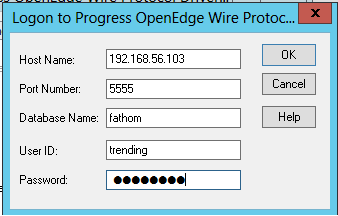 Logon to Progress OpenEdge Wire Protoc...
x
Host Name: 192.168.56.103 OK
Port Number: 5555 Cancel
Database Name: fathom Help
User ID: trending
Password: ●●●●●●●●